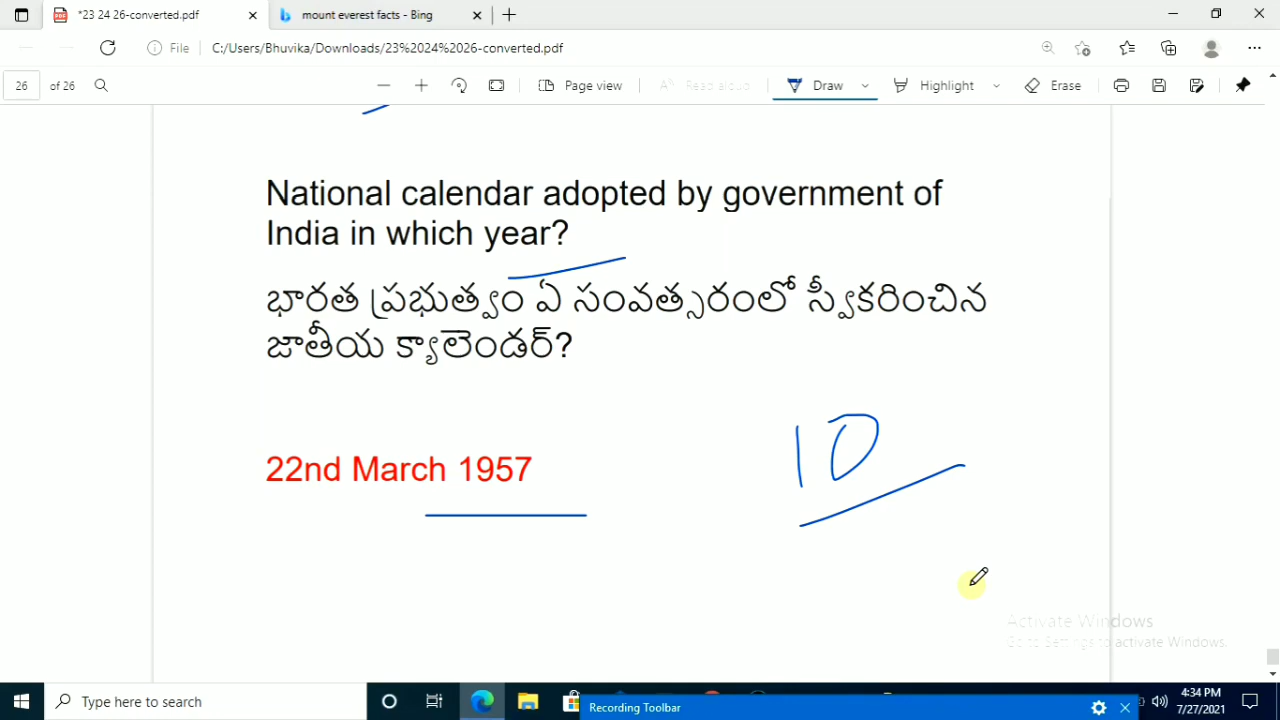 *23 24 26-converted.pdf
mount everest facts - Bing
File
C:/Users/Bhuvika/Downloads/23%2024%2026-converted.pdf
26 of 26
Page view
Read aloud
Draw
Highlight
Erase
National calendar adopted by government of
India in which year?
భారత ప్రభుత్వం ఏ సంవత్సరంలో స్వీకరించిన
జాతీయ క్యాలెండర్?
10
22nd March 1957
Activate Windows
Go to Settings to activate Windows.
Type here to search
4:34 PM
7/27/2021
Recording Toolbar